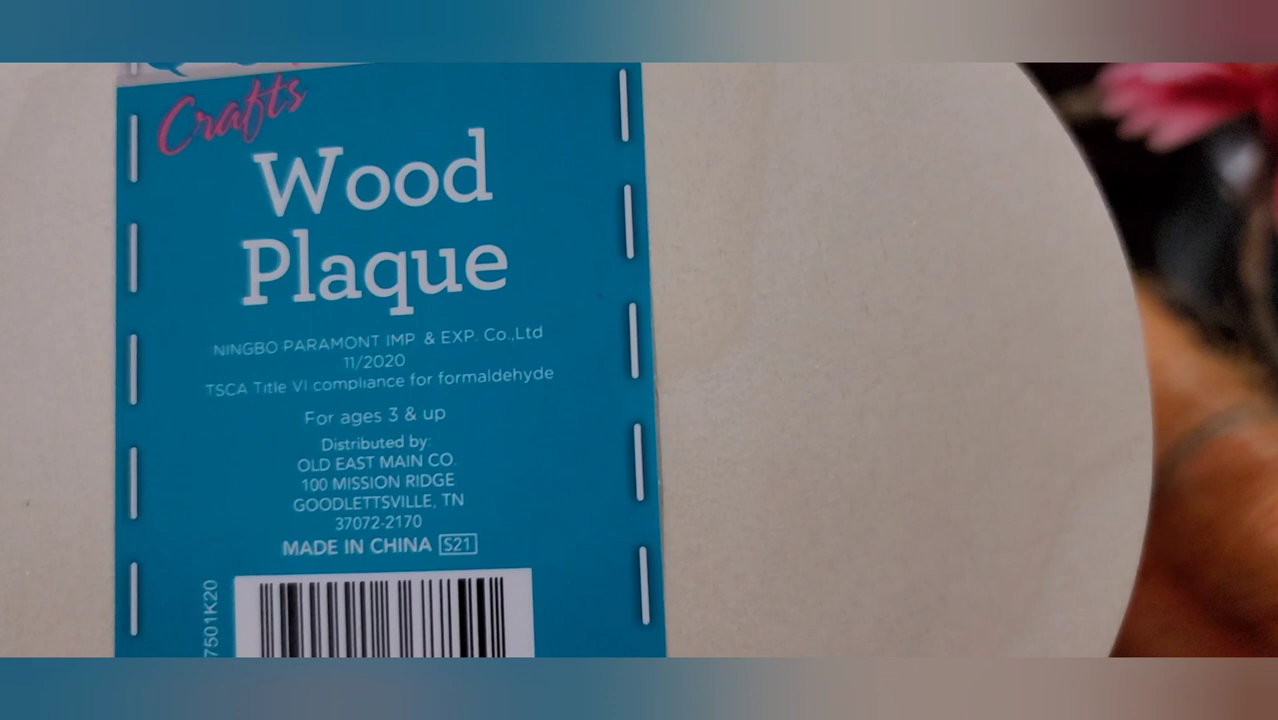 Crafts
Wood
Plaque
NINGBO PARAMONT IMP & EXP. Co.,Ltd
11/2020
TSCA Title VI compliance for formaldehyde
For ages 3 & up
Distributed by:
OLD EAST MAIN CO.
100 MISSION RIDGE
GOODLETTSVILLE, TN
37072-2170
MADE IN CHINA S21
7501K20